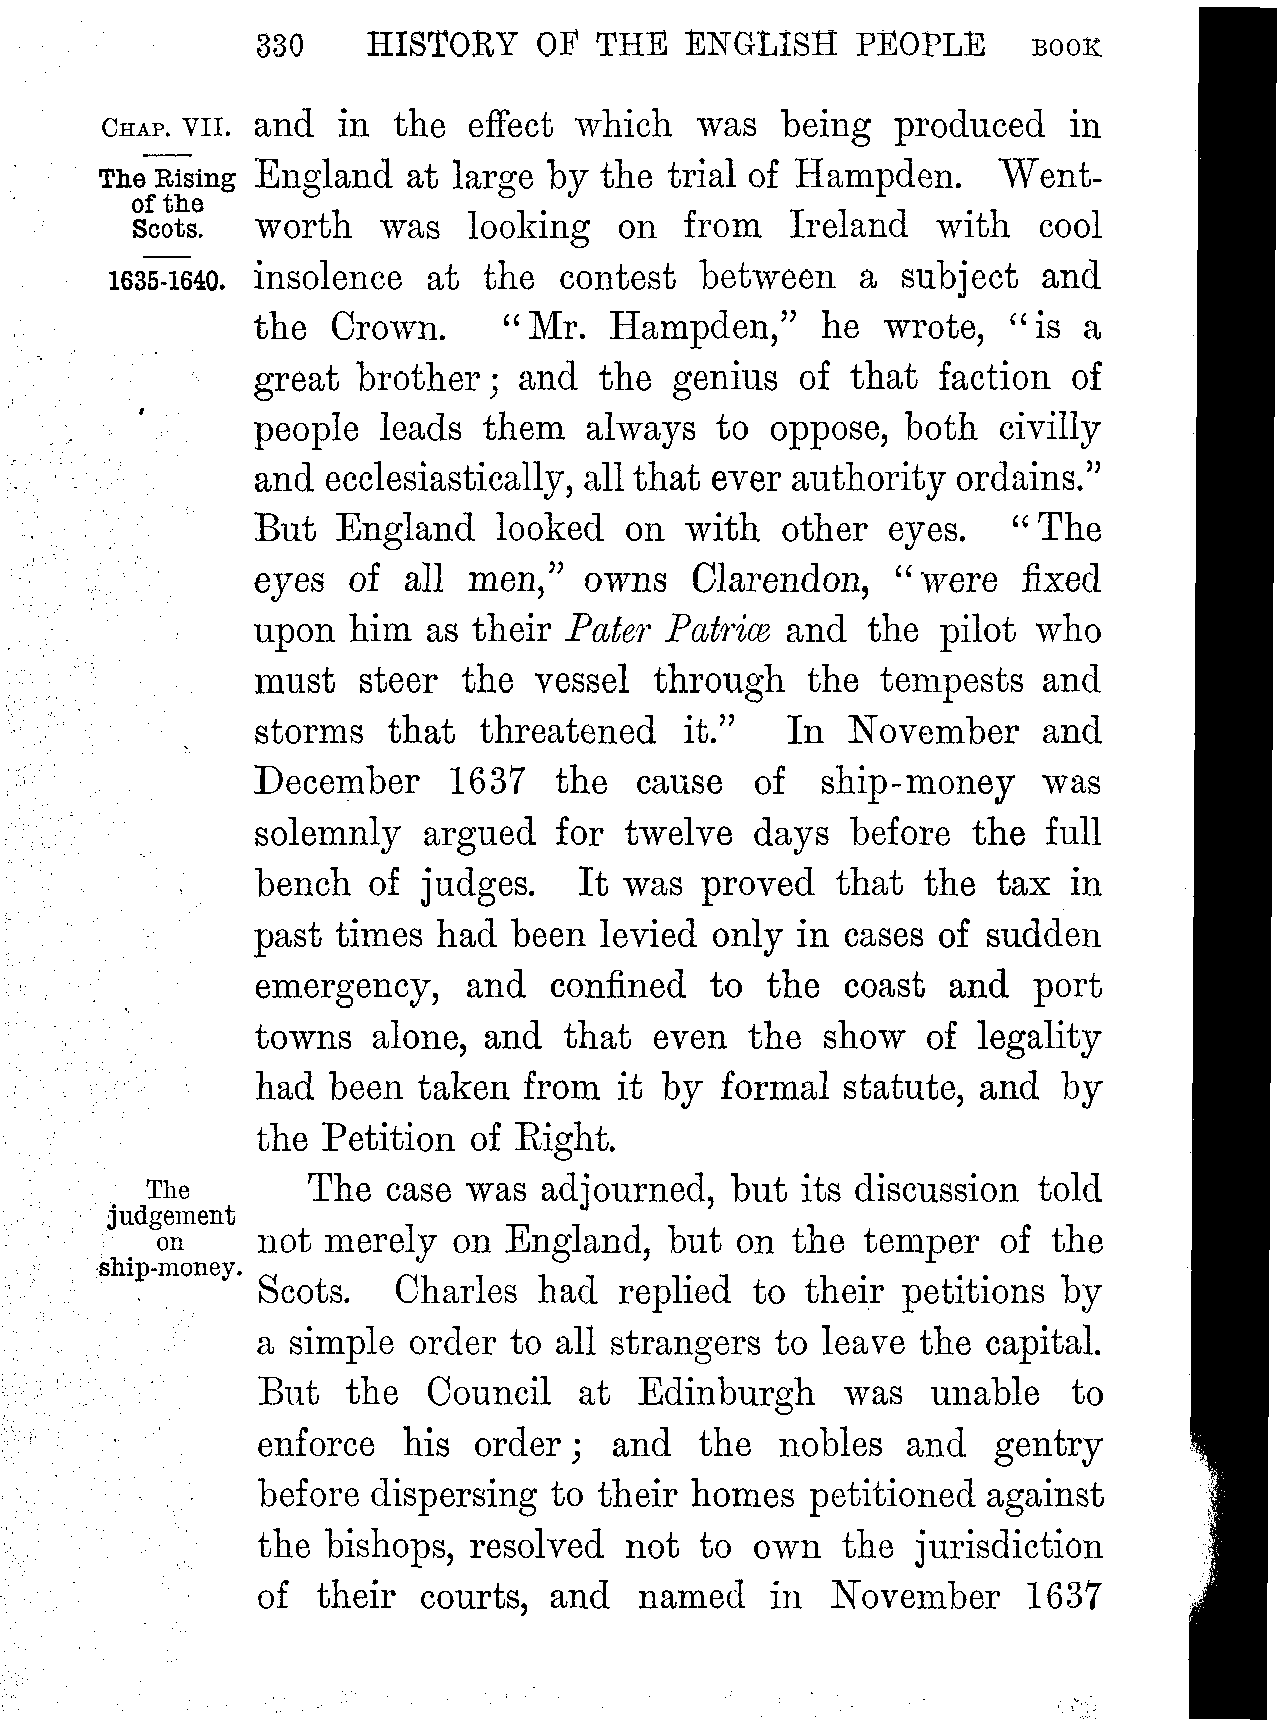 330 HISTORY OF THE ENGLISH PEOPLE BOOK
CHAP. VII.
The Rising
of the
Scots.
1635-1640.
and in the effect which was being produced in
England at large by the trial of Hampden. Went-
worth was looking on from Ireland with cool
insolence at the contest between a subject and
the Crown. “Mr. Hampden,” he wrote, “is a
great brother; and the genius of that faction of
people leads them always to oppose, both civilly
and ecclesiastically, all that ever authority ordains.”
But England looked on with other eyes. “The
eyes of all men,” owns Clarendon, “were fixed
upon him as their Pater Patriæ and the pilot who
must steer the vessel through the tempests and
storms that threatened it.” In November and
December 1637 the cause of ship-money was
solemnly argued for twelve days before the full
bench of judges. It was proved that the tax in
past times had been levied only in cases of sudden
emergency, and confined to the coast and port
towns alone, and that even the show of legality
had been taken from it by formal statute, and by
the Petition of Right.
The
judgement
on
ship-money.
The case was adjourned, but its discussion told
not merely on England, but on the temper of the
Scots. Charles had replied to their petitions by
a simple order to all strangers to leave the capital.
But the Council at Edinburgh was unable to
enforce his order; and the nobles and gentry
before dispersing to their homes petitioned against
the bishops, resolved not to own the jurisdiction
of their courts, and named in November 1637